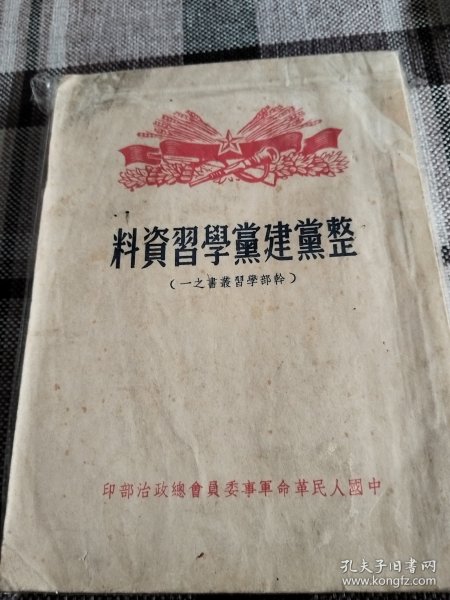 整黨建黨學習資料
（幹部學習叢書之一）
中國人民革命軍事委員會總政治部印
孔夫子旧书网
www.kongfz.com